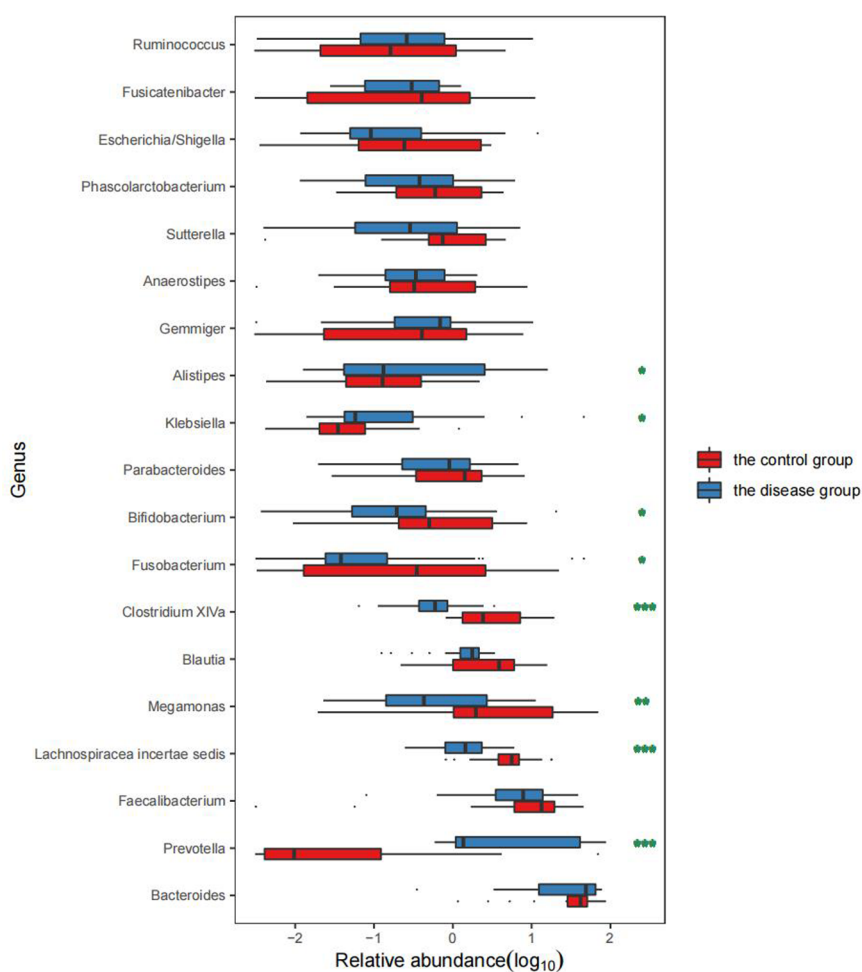 Ruminococcus
Fusicatenibacter
Escherichia/Shigella
Phascolarctobacterium
Sutterella
Anaerostipes
Gemmiger
Alistipes
*
Klebsiella
*
Parabacteroides
Bifidobacterium
*
Fusobacterium
*
Clostridium XIVa
***
Blautia
Megamonas
**
Lachnospiracea incertae sedis
***
Faecalibacterium
Prevotella
***
Bacteroides
Genus
the control group
the disease group
−2 −1 0 1 2
Relative abundance(log10)